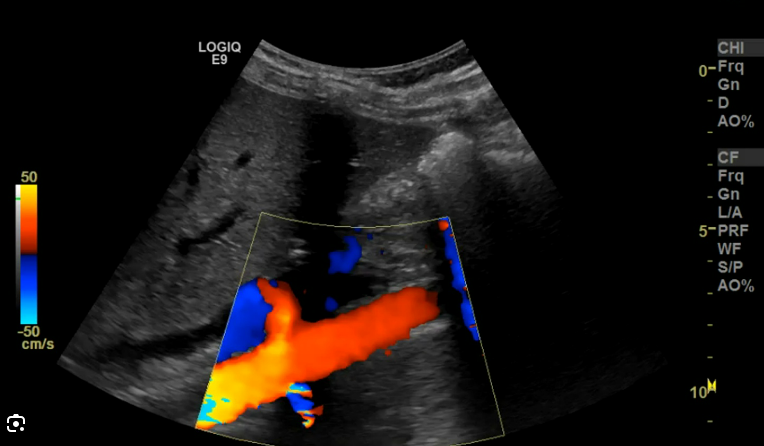 LOGIQ
E9
50
-50
cm/s
0
5
10
CHI
Frq
Gn
D
AO%
CF
Frq
Gn
L/A
PRF
WF
S/P
AO%